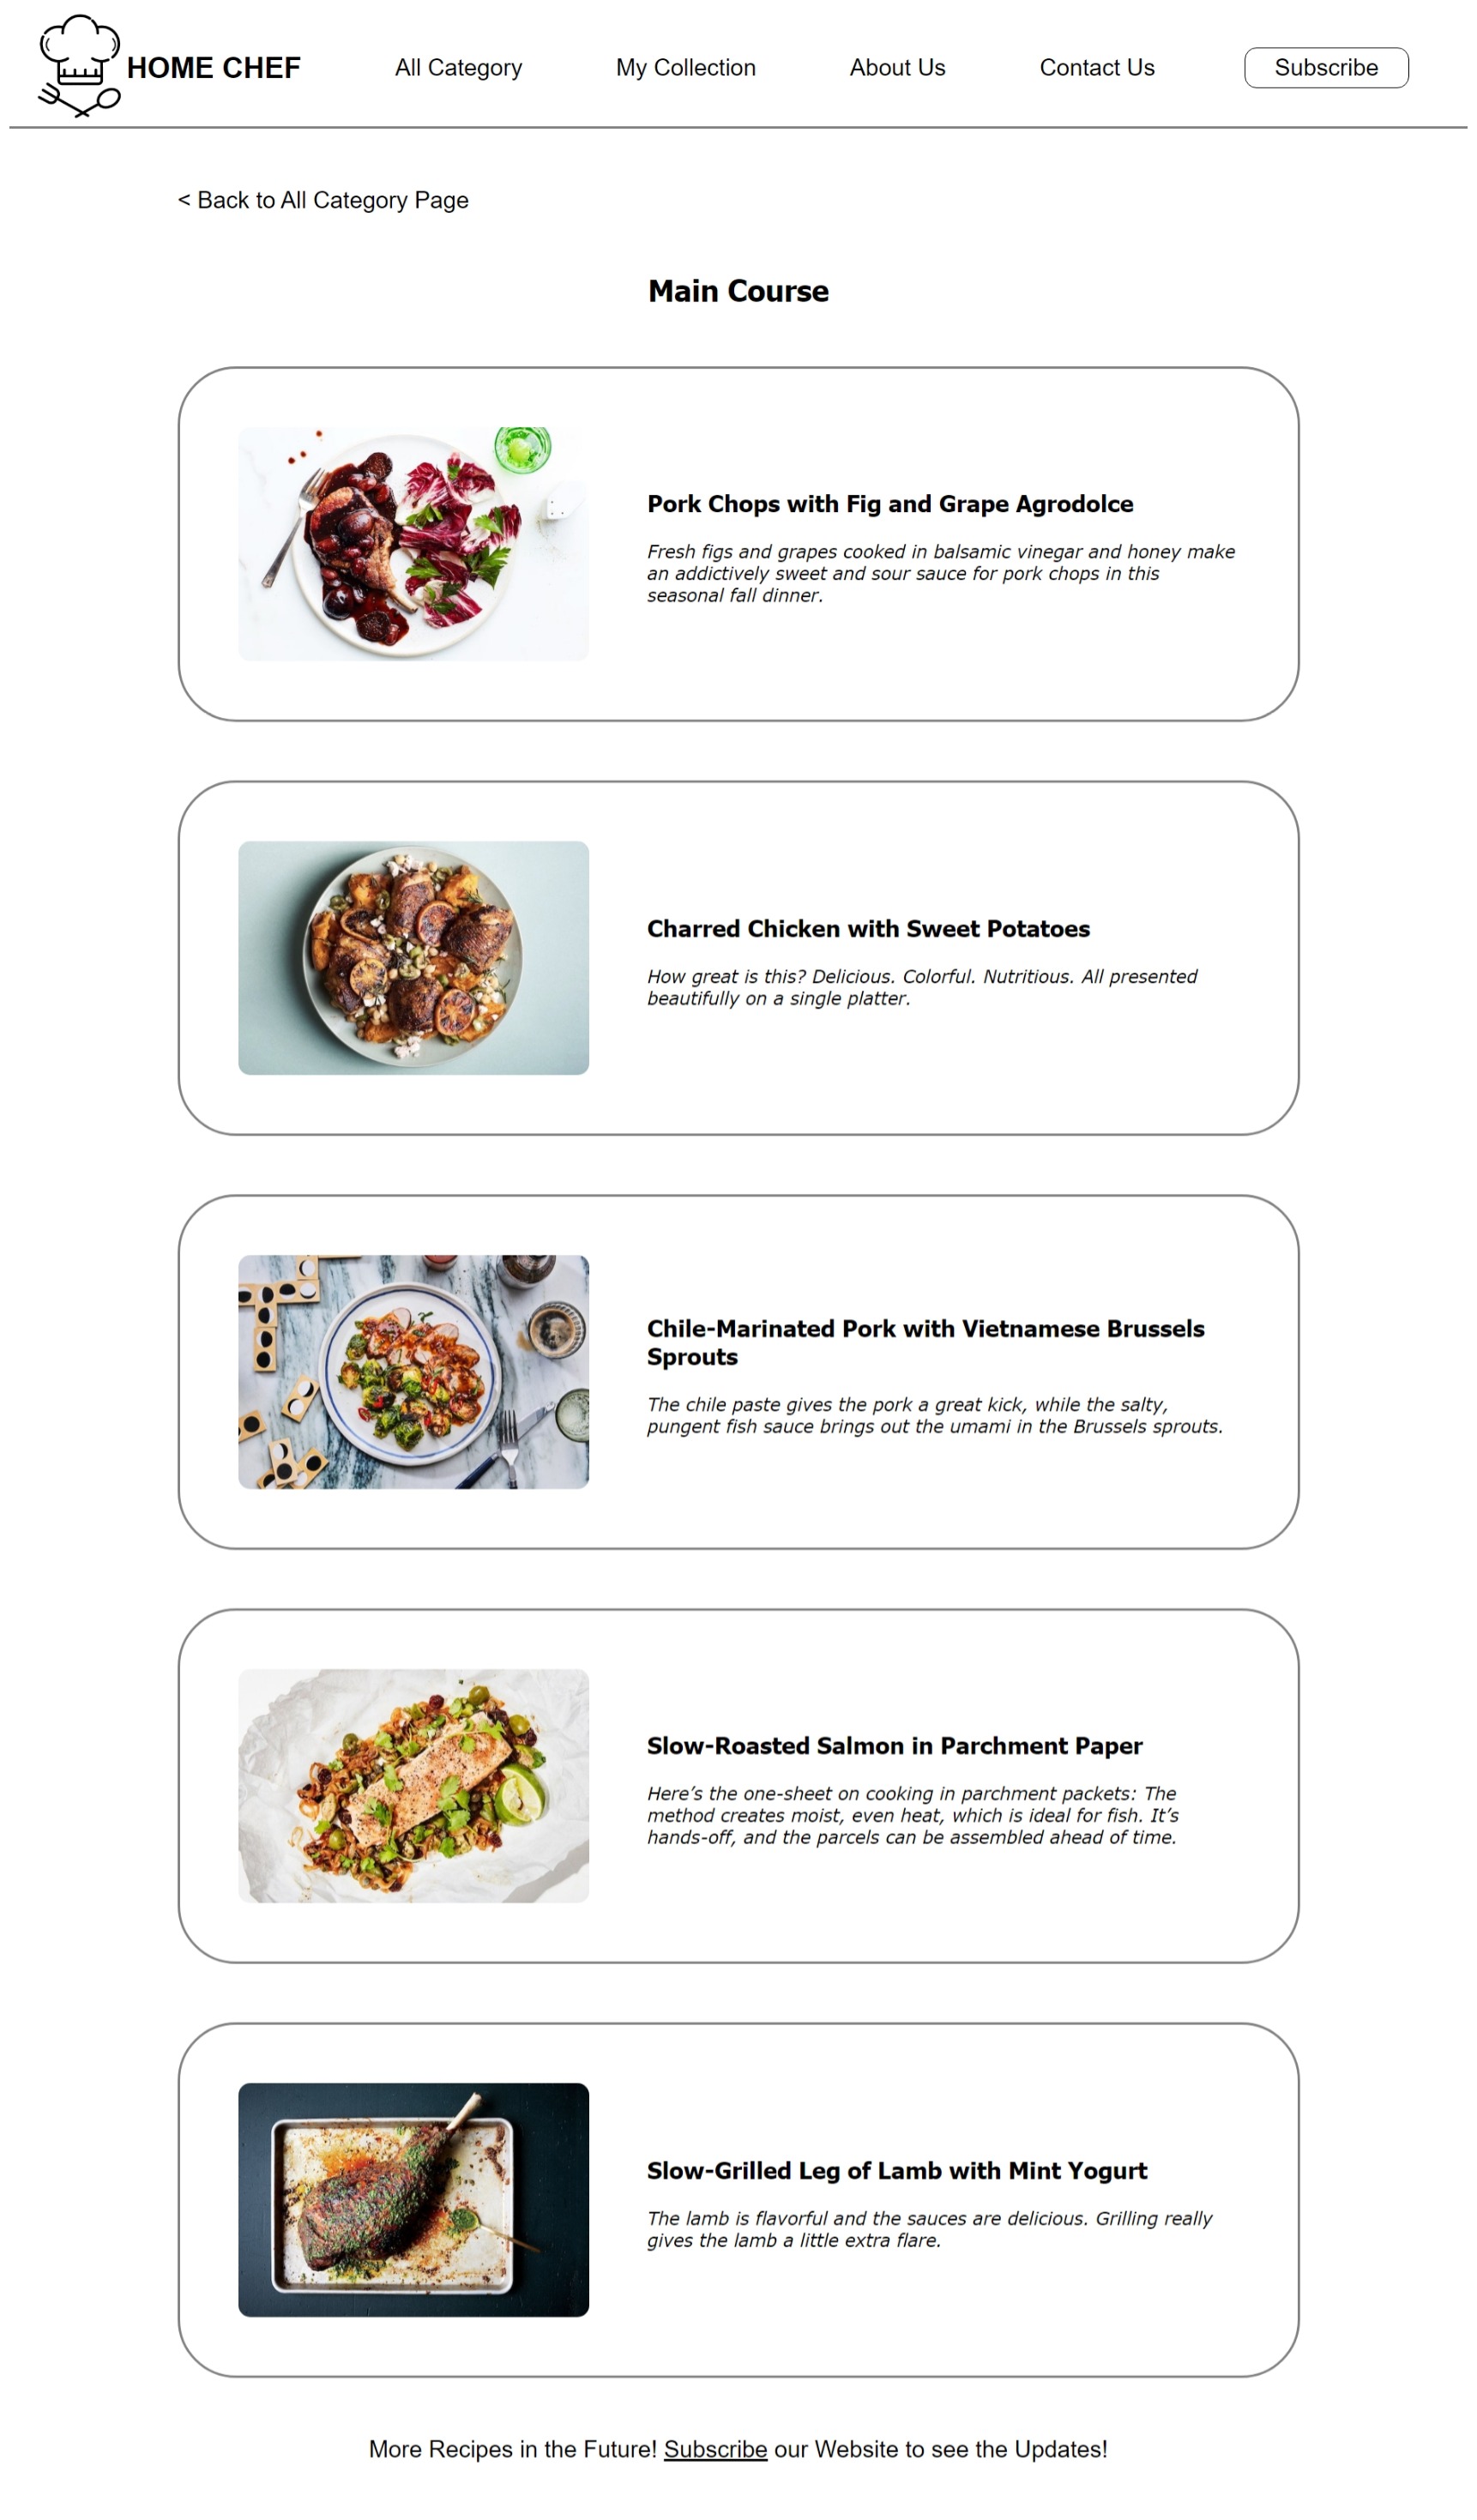 HOME CHEF
All Category
My Collection
About Us
Contact Us
Subscribe
< Back to All Category Page
Main Course
Pork Chops with Fig and Grape Agrodolce
Fresh figs and grapes cooked in balsamic vinegar and honey make
an addictively sweet and sour sauce for pork chops in this
seasonal fall dinner.
Charred Chicken with Sweet Potatoes
How great is this? Delicious. Colorful. Nutritious. All presented
beautifully on a single platter.
Chile-Marinated Pork with Vietnamese Brussels
Sprouts
The chile paste gives the pork a great kick, while the salty,
pungent fish sauce brings out the umami in the Brussels sprouts.
Slow-Roasted Salmon in Parchment Paper
Here’s the one-sheet on cooking in parchment packets: The
method creates moist, even heat, which is ideal for fish. It’s
hands-off, and the parcels can be assembled ahead of time.
Slow-Grilled Leg of Lamb with Mint Yogurt
The lamb is flavorful and the sauces are delicious. Grilling really
gives the lamb a little extra flare.
More Recipes in the Future! Subscribe our Website to see the Updates!